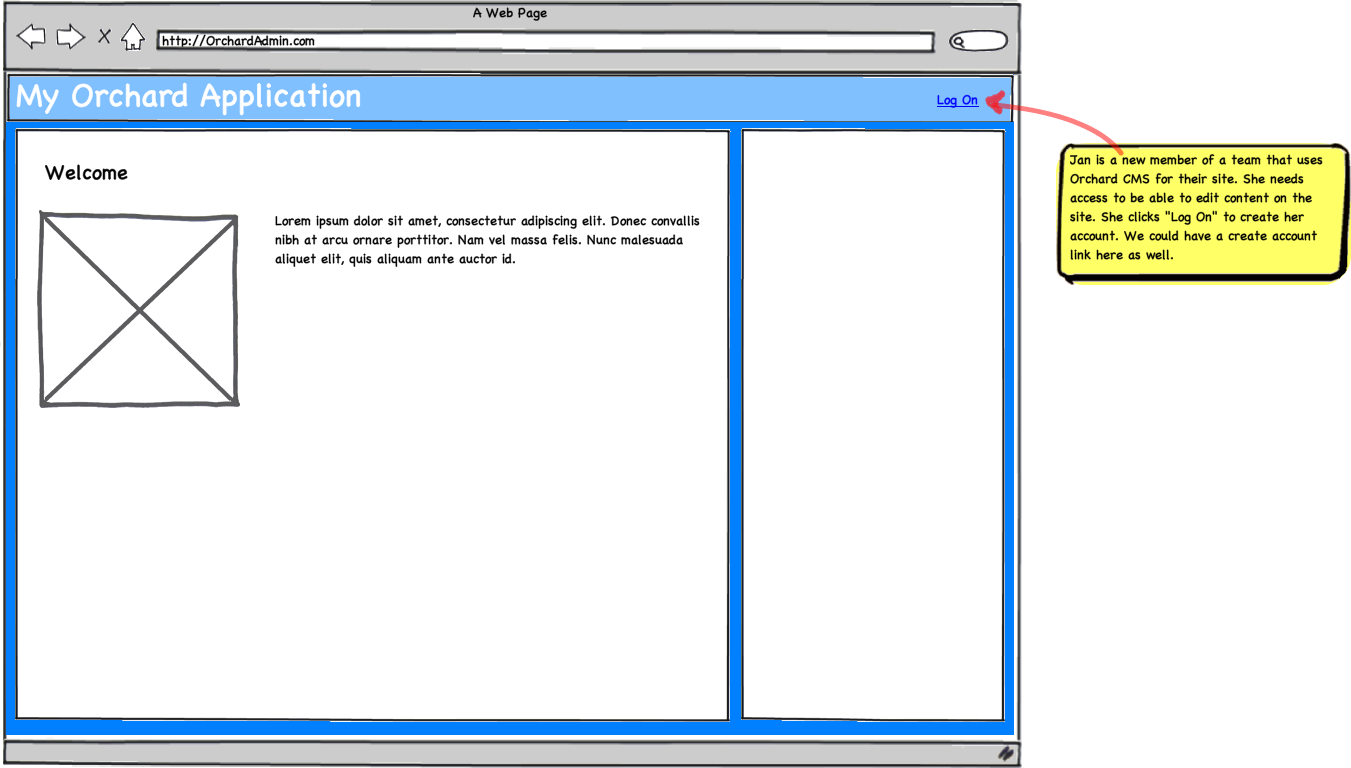 A Web Page
http://OrchardAdmin.com
My Orchard Application
Log On
Welcome
Lorem ipsum dolor sit amet, consectetur adipiscing elit. Donec convallis
nibh at arcu ornare porttitor. Nam vel massa felis. Nunc malesuada
aliquet elit, quis aliquam ante auctor id.
Jan is a new member of a team that uses
Orchard CMS for their site. She needs
access to be able to edit content on the
site. She clicks "Log On" to create her
account. We could have a create account
link here as well.